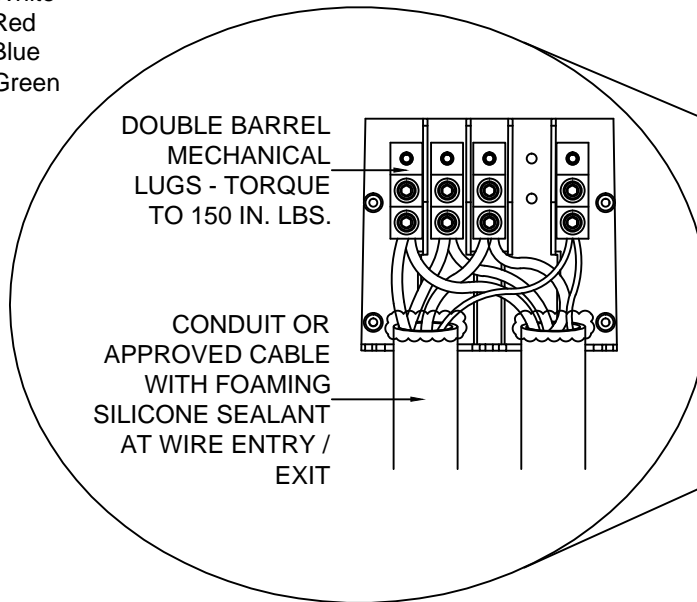 Red
Blue
Green
DOUBLE BARREL
MECHANICAL
LUGS - TORQUE
TO 150 IN. LBS.
CONDUIT OR
APPROVED CABLE
WITH FOAMING
SILICONE SEALANT
AT WIRE ENTRY /
EXIT